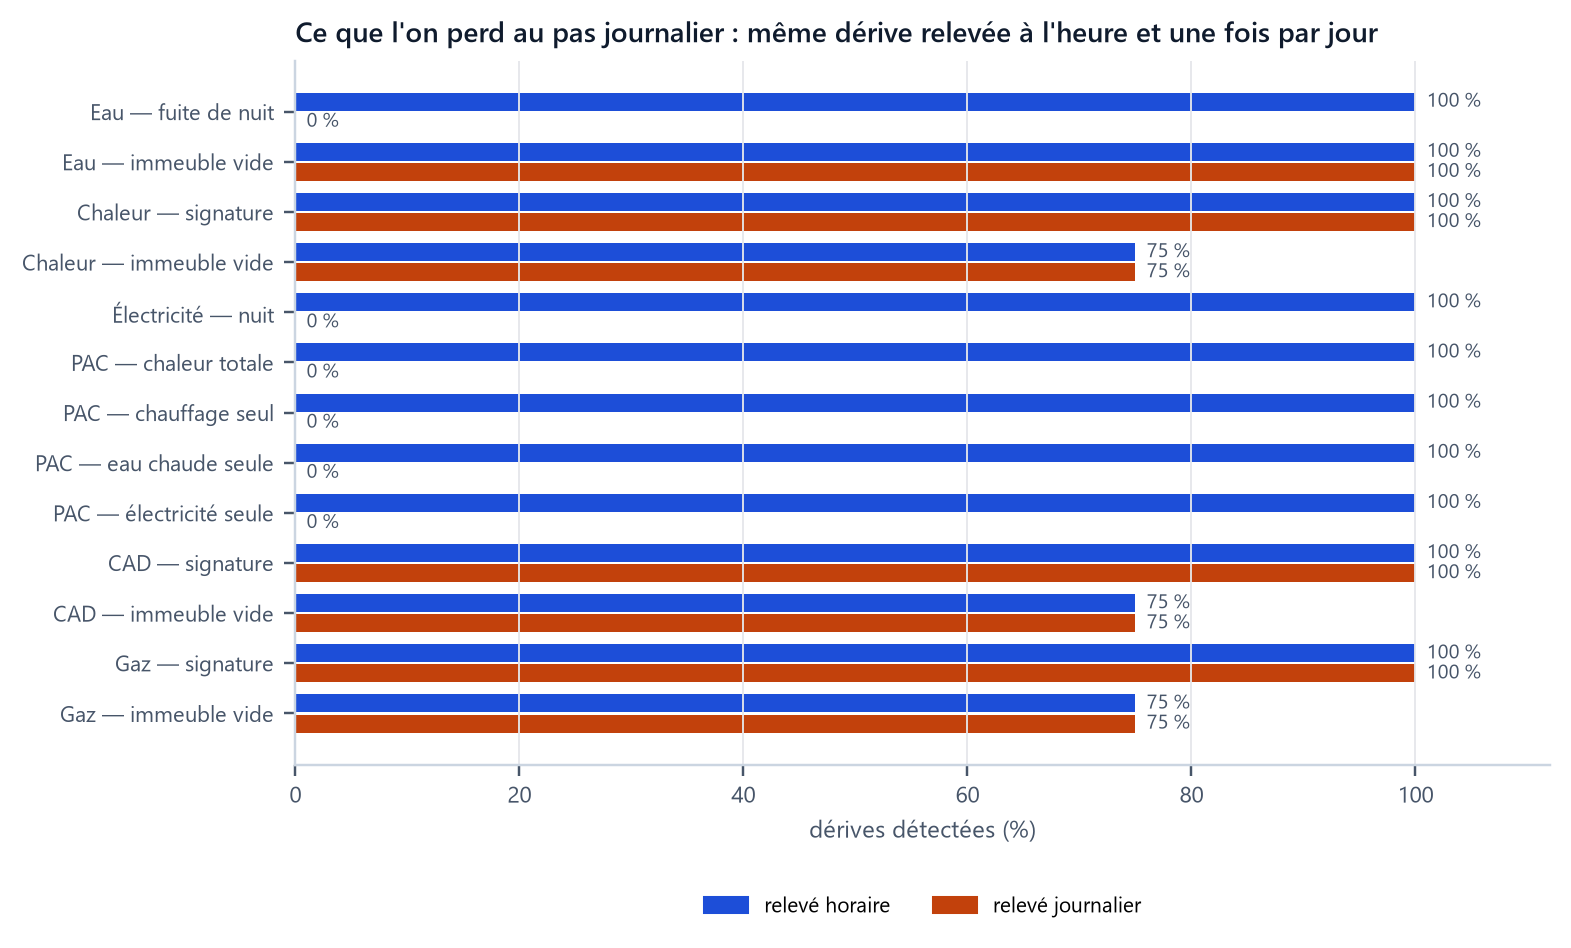 Ce que l'on perd au pas journalier : même dérive relevée à l'heure et une fois par jour
Eau — fuite de nuit
100 %
0 %
Eau — immeuble vide
100 %
100 %
Chaleur — signature
100 %
100 %
Chaleur — immeuble vide
75 %
75 %
Électricité — nuit
100 %
0 %
PAC — chaleur totale
100 %
0 %
PAC — chauffage seul
100 %
0 %
PAC — eau chaude seule
100 %
0 %
PAC — électricité seule
100 %
0 %
CAD — signature
100 %
100 %
CAD — immeuble vide
75 %
75 %
Gaz — signature
100 %
100 %
Gaz — immeuble vide
75 %
75 %
0 20 40 60 80 100
dérives détectées (%)
relevé horaire relevé journalier